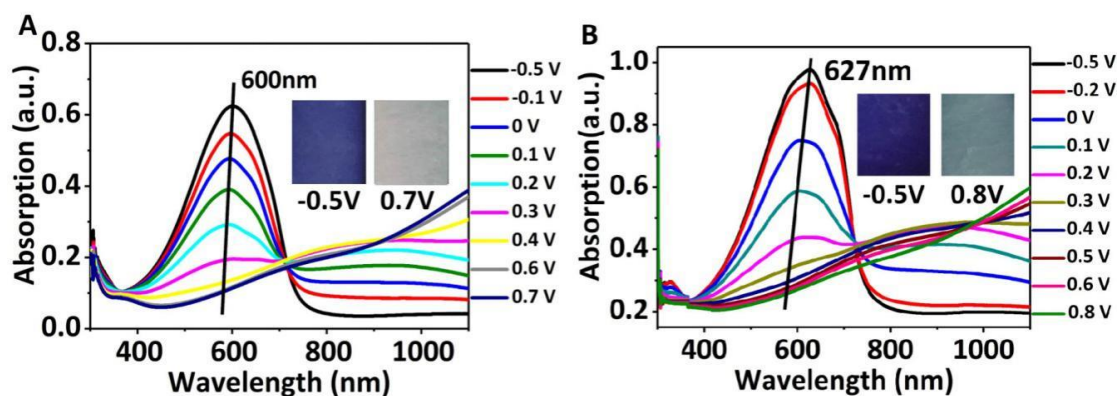 A
Absorption (a.u.)
0.8
0.6
0.4
0.2
0.0
400 600 800 1000
Wavelength (nm)
600nm
-0.5V 0.7V
-0.5 V
-0.1 V
0 V
0.1 V
0.2 V
0.3 V
0.4 V
0.6 V
0.7 V
B
Absorption(a.u.)
1.0
0.8
0.6
0.4
0.2
400 600 800 1000
Wavelength (nm)
627nm
-0.5V 0.8V
-0.5 V
-0.2 V
0 V
0.1 V
0.2 V
0.3 V
0.4 V
0.5 V
0.6 V
0.8 V